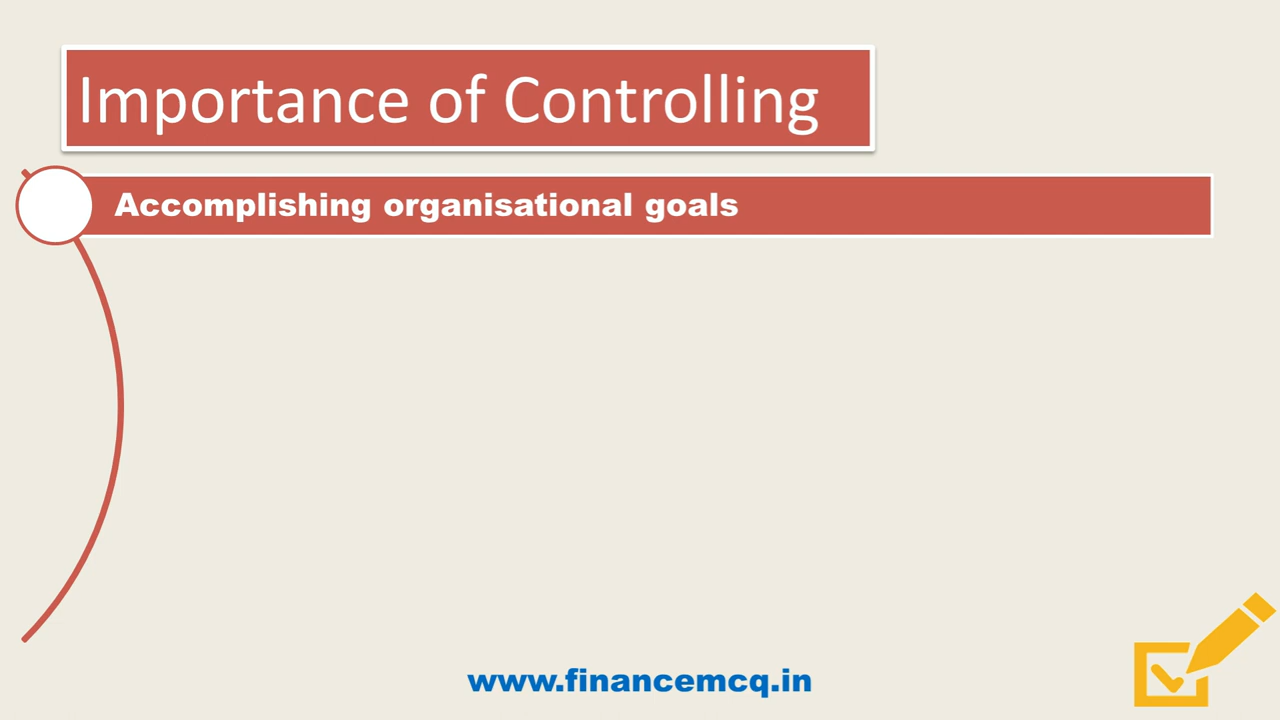 Importance of Controlling
Accomplishing organisational goals
www.financemcq.in